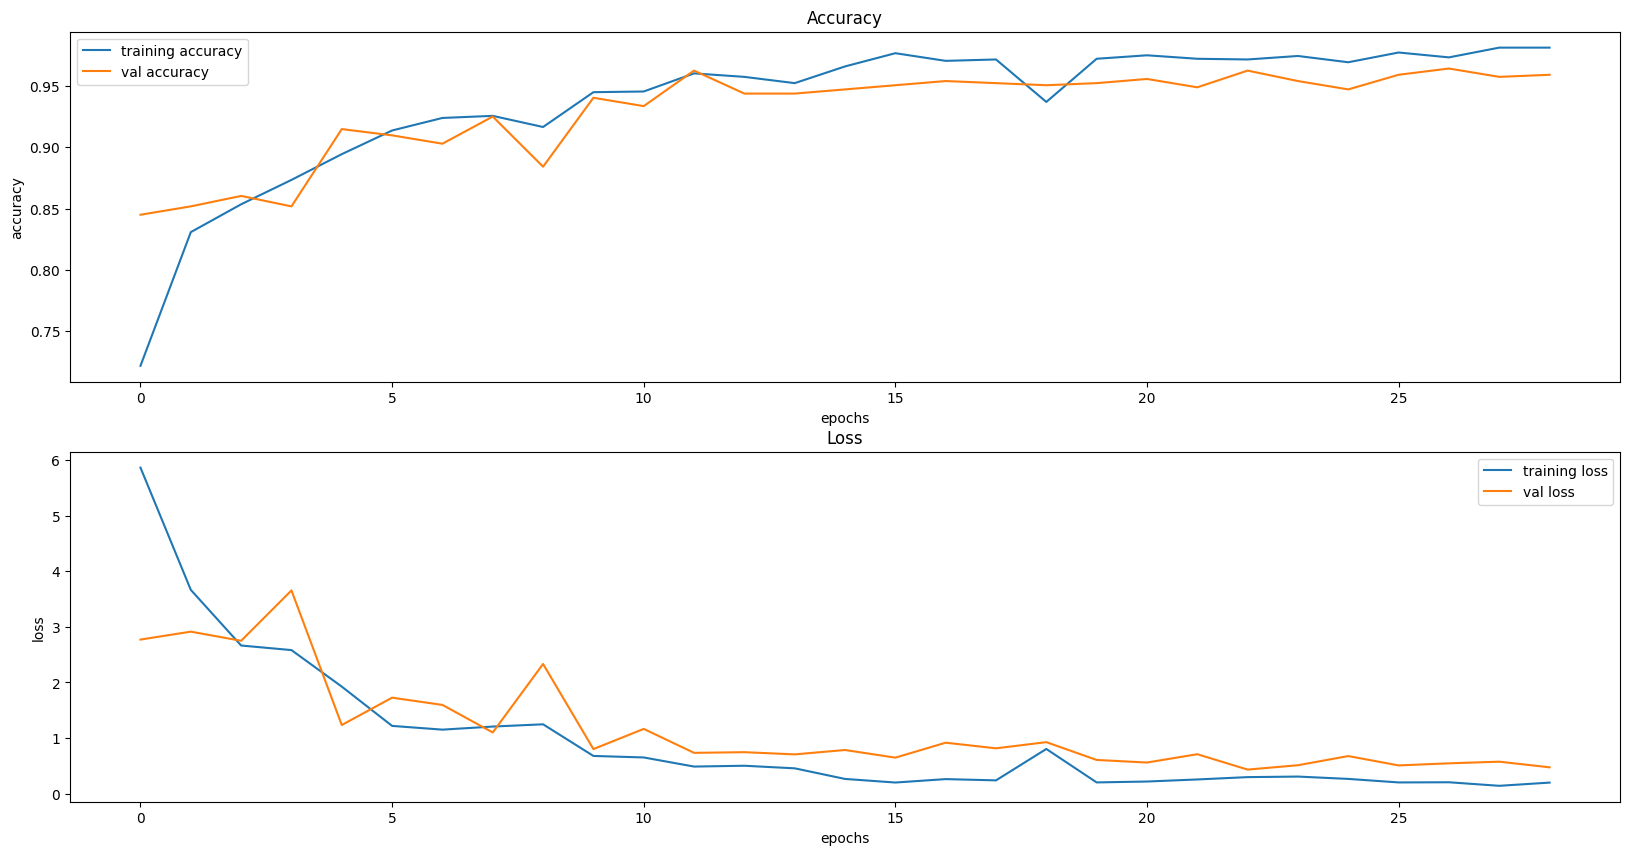 Accuracy
training accuracy
val accuracy
0.95
0.90
0.85
0.80
0.75
accuracy
0 5 10 15 20 25
epochs
Loss
training loss
val loss
6
5
4
3
2
1
0
loss
0 5 10 15 20 25
epochs